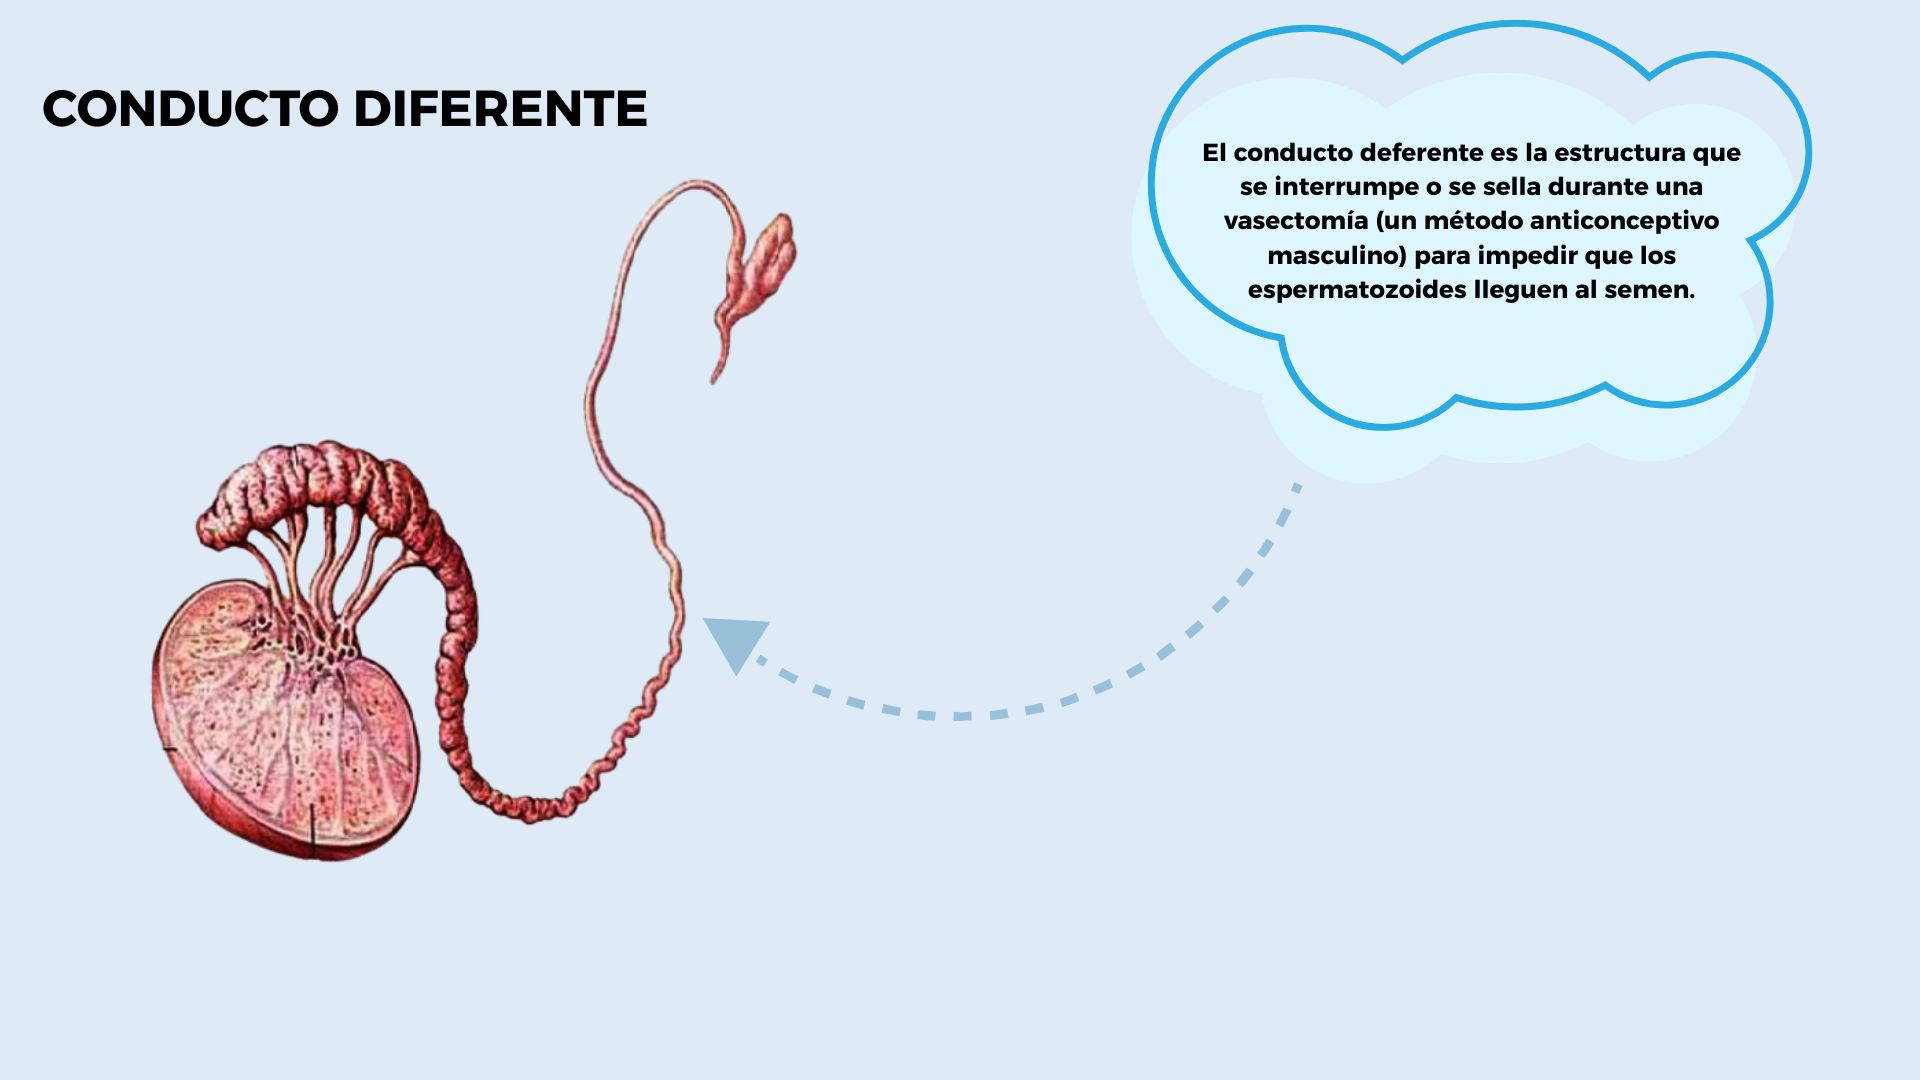 CONDUCTO DIFERENTE
El conducto deferente es la estructura que
se interrumpe o se sella durante una
vasectomía (un método anticonceptivo
masculino) para impedir que los
espermatozoides lleguen al semen.